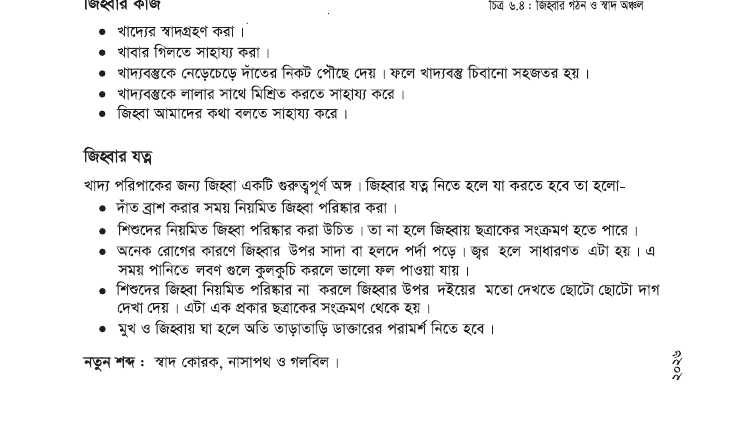 জিহ্বার কাজ
চিত্র ৬.৪ : জিহ্বার গঠন ও স্বাদ অঞ্চল
● খাদ্যের স্বাদগ্রহণ করা ।
● খাবার গিলতে সাহায্য করা ।
● খাদ্যবস্তুকে নেড়েচেড়ে দাঁতের নিকট পৌছে দেয় । ফলে খাদ্যবস্তু চিবানো সহজতর হয় ।
● খাদ্যবস্তুকে লালার সাথে মিশ্রিত করতে সাহায্য করে ।
● জিহ্বা আমাদের কথা বলতে সাহায্য করে ।
জিহ্বার যত্ন
খাদ্য পরিপাকের জন্য জিহ্বা একটি গুরুত্বপূর্ণ অঙ্গ । জিহ্বার যত্ন নিতে হলে যা করতে হবে তা হলো–
● দাঁত ব্রাশ করার সময় নিয়মিত জিহ্বা পরিষ্কার করা ।
● শিশুদের নিয়মিত জিহ্বা পরিষ্কার করা উচিত । তা না হলে জিহ্বায় ছত্রাকের সংক্রমণ হতে পারে ।
● অনেক রোগের কারণে জিহ্বার উপর সাদা বা হলদে পর্দা পড়ে । জ্বর হলে সাধারণত এটা হয় । এ
সময় পানিতে লবণ গুলে কুলকুচি করলে ভালো ফল পাওয়া যায় ।
● শিশুদের জিহ্বা নিয়মিত পরিষ্কার না করলে জিহ্বার উপর দইয়ের মতো দেখতে ছোটো ছোটো দাগ
দেখা দেয় । এটা এক প্রকার ছত্রাকের সংক্রমণ থেকে হয় ।
● মুখ ও জিহ্বায় ঘা হলে অতি তাড়াতাড়ি ডাক্তারের পরামর্শ নিতে হবে ।
নতুন শব্দ : স্বাদ কোরক, নাসাপথ ও গলবিল ।
২০২৬